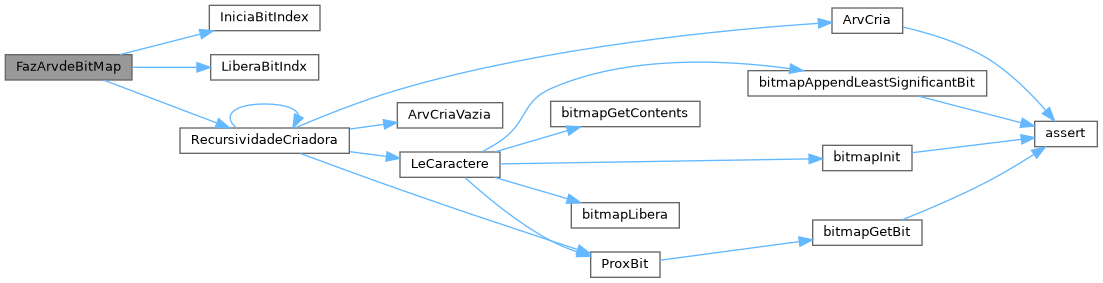 FazArvdeBitMap
IniciaBitIndex
LiberaBitIndx
RecursividadeCriadora
ArvCria
ArvCriaVazia
LeCaractere
bitmapAppendLeastSignificantBit
bitmapGetContents
bitmapInit
bitmapLibera
ProxBit
bitmapGetBit
assert